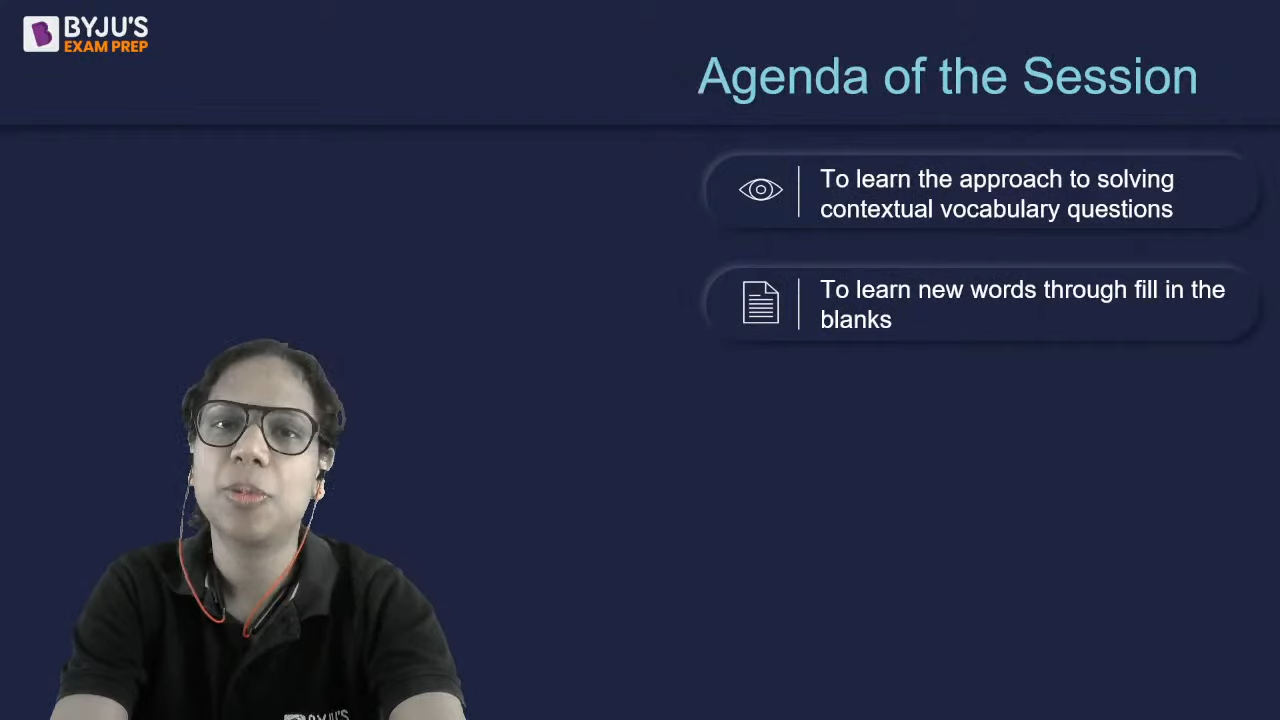 BYJU'S
EXAM PREP
Agenda of the Session
To learn the approach to solving
contextual vocabulary questions
To learn new words through fill in the
blanks
BYJU'S